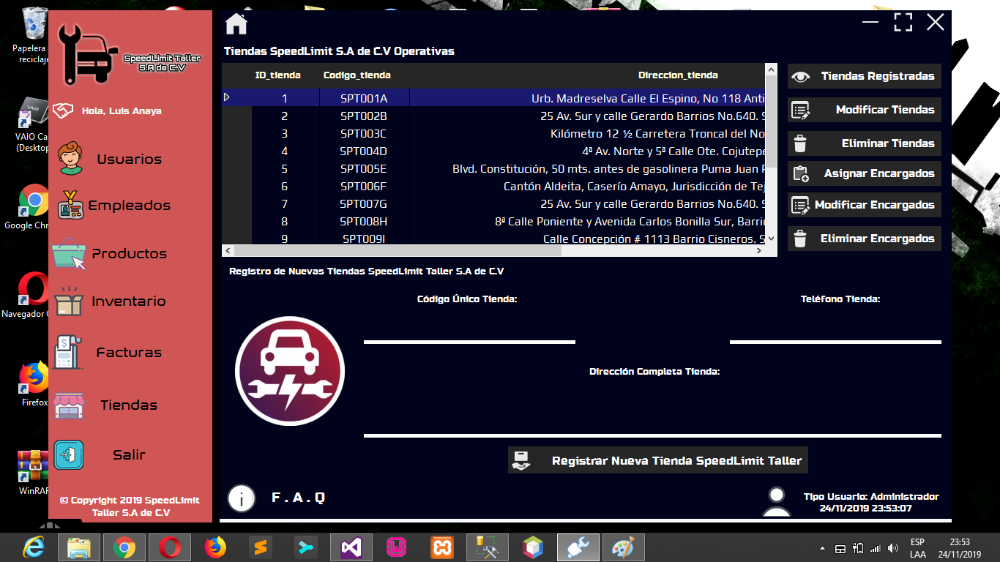 Papelera
reciclaje
VAIO Ca
(Desktop
Google Chr
Navegador
Firefox
WinRAR
SpeedLimit Taller
S.A de C.V
Hola, Luis Anaya
Usuarios
Empleados
Productos
Inventario
Facturas
Tiendas
Salir
© Copyright 2019 SpeedLimit
Taller S.A de C.V
Tiendas SpeedLimit S.A de C.V Operativas
ID_tienda Codigo_tienda Direccion_tienda
1 SPT001A Urb. Madreselva Calle El Espino, No 118 Anti
2 SPT002B 25 Av. Sur y calle Gerardo Barrios No.640. S
3 SPT003C Kilómetro 12 ½ Carretera Troncal del No
4 SPT004D 4ª Av. Norte y 5ª Calle Ote. Cojutepe
5 SPT005E Blvd. Constitución, 50 mts. antes de gasolinera Puma Juan P
6 SPT006F Cantón Aldeita, Caserío Amayo, Jurisdicción de Tej
7 SPT007G 25 Av. Sur y calle Gerardo Barrios No.640. S
8 SPT008H 8ª Calle Poniente y Avenida Carlos Bonilla Sur, Barrio
9 SPT009I Calle Concepción # 1113 Barrio Cisneros. S
Tiendas Registradas
Modificar Tiendas
Eliminar Tiendas
Asignar Encargados
Modificar Encargados
Eliminar Encargados
Registro de Nuevas Tiendas SpeedLimit Taller S.A de C.V
Código Único Tienda:
Teléfono Tienda:
Dirección Completa Tienda:
Registrar Nueva Tienda SpeedLimit Taller
F.A.Q
Tipo Usuario: Administrador
24/11/2019 23:53:07
ESP
LAA
23:53
24/11/2019